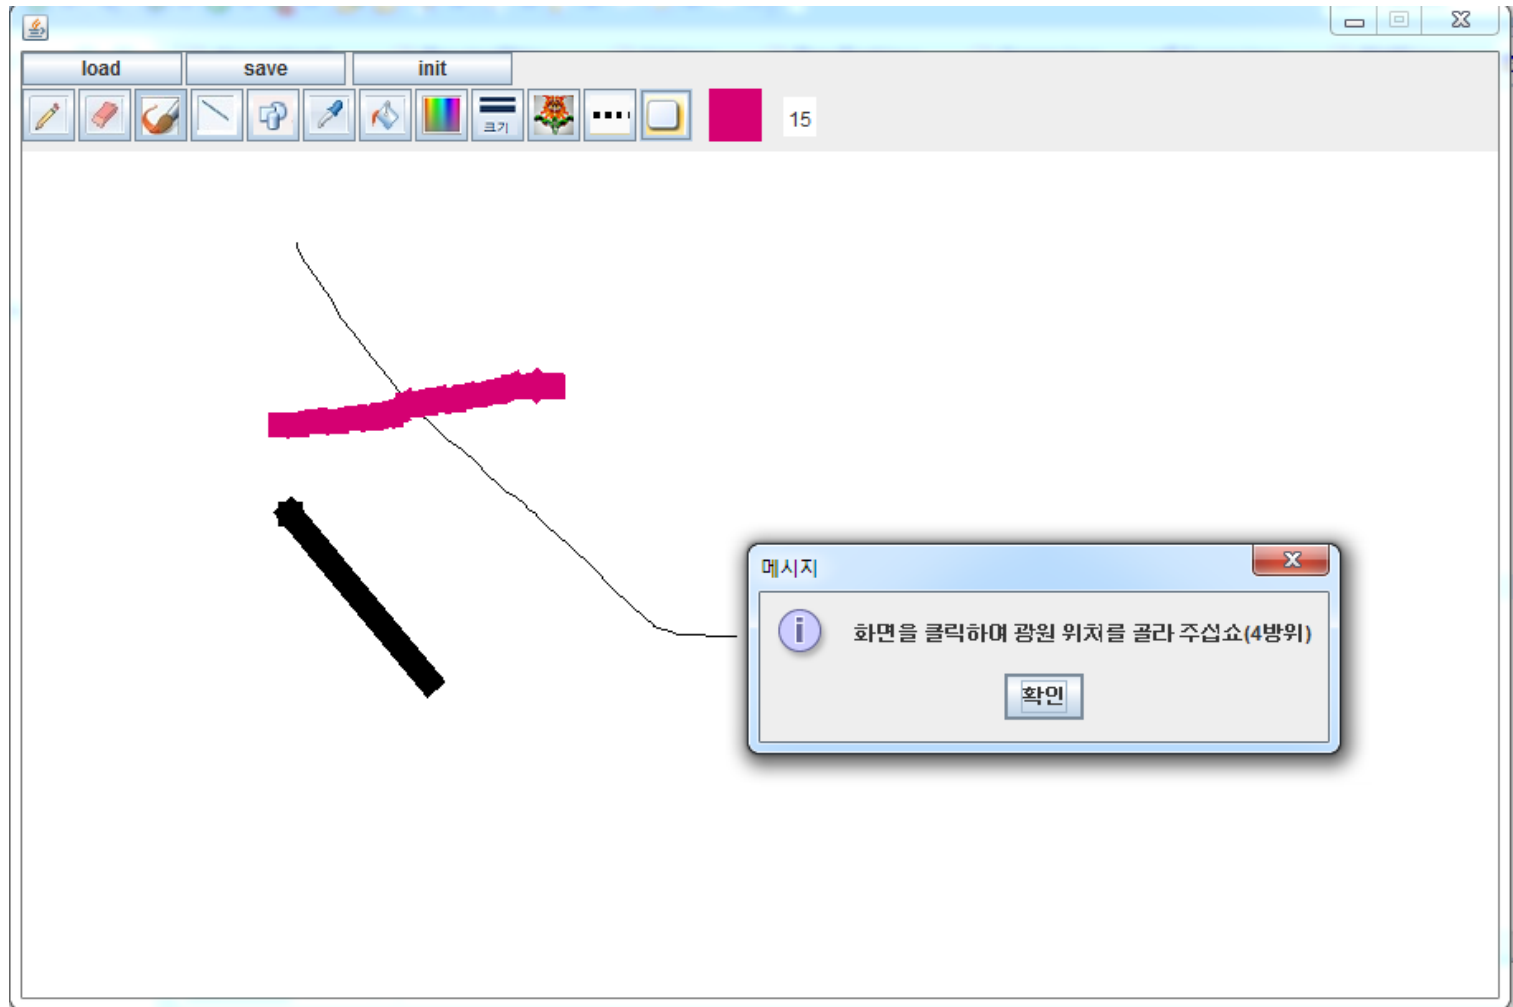 load save init
크기
15
메시지
화면을 클릭하여 광원 위치를 골라 주십쇼(4방위)
확인